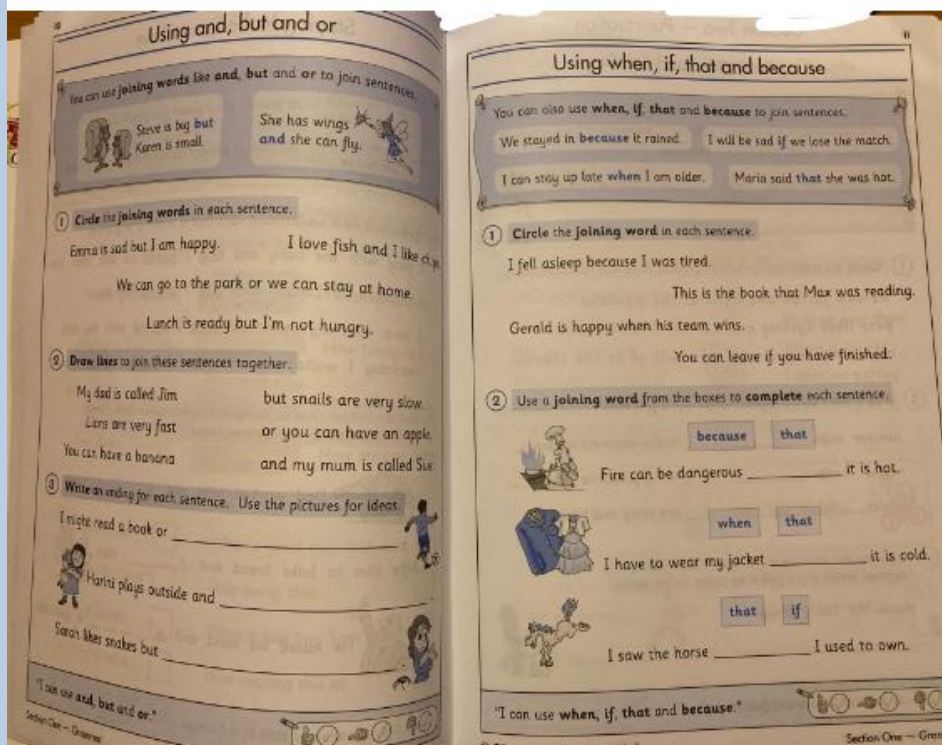 Using and, but and or
You can use joining words like and, but and or to join sentences.
Steve is big but
Karen is small.
She has wings
and she can fly.
1 Circle the joining words in each sentence.
Emma is sad but I am happy.
I love fish and I like
We can go to the park or we can stay at home.
Lunch is ready but I'm not hungry.
2 Draw lines to join these sentences together.
My dad is called Jim
but snails are very slow.
Lions are very fast
or you can have an apple.
You can have a banana
and my mum is called Sue.
3 Write an ending for each sentence. Use the pictures for ideas.
I might read a book or
Harini plays outside and
Sarah likes snakes but
"I can use and, but and or."
Section One — Grammar
11
Using when, if, that and because
You can also use when, if, that and because to join sentences.
We stayed in because it rained.
I will be sad if we lose the match.
I can stay up late when I am older.
Maria said that she was hot.
1 Circle the joining word in each sentence.
I fell asleep because I was tired.
This is the book that Max was reading.
Gerald is happy when his team wins.
You can leave if you have finished.
2 Use a joining word from the boxes to complete each sentence.
because that
Fire can be dangerous ________ it is hot.
when that
I have to wear my jacket ________ it is cold.
that if
I saw the horse ________ I used to own.
"I can use when, if, that and because."
Section One — Gram